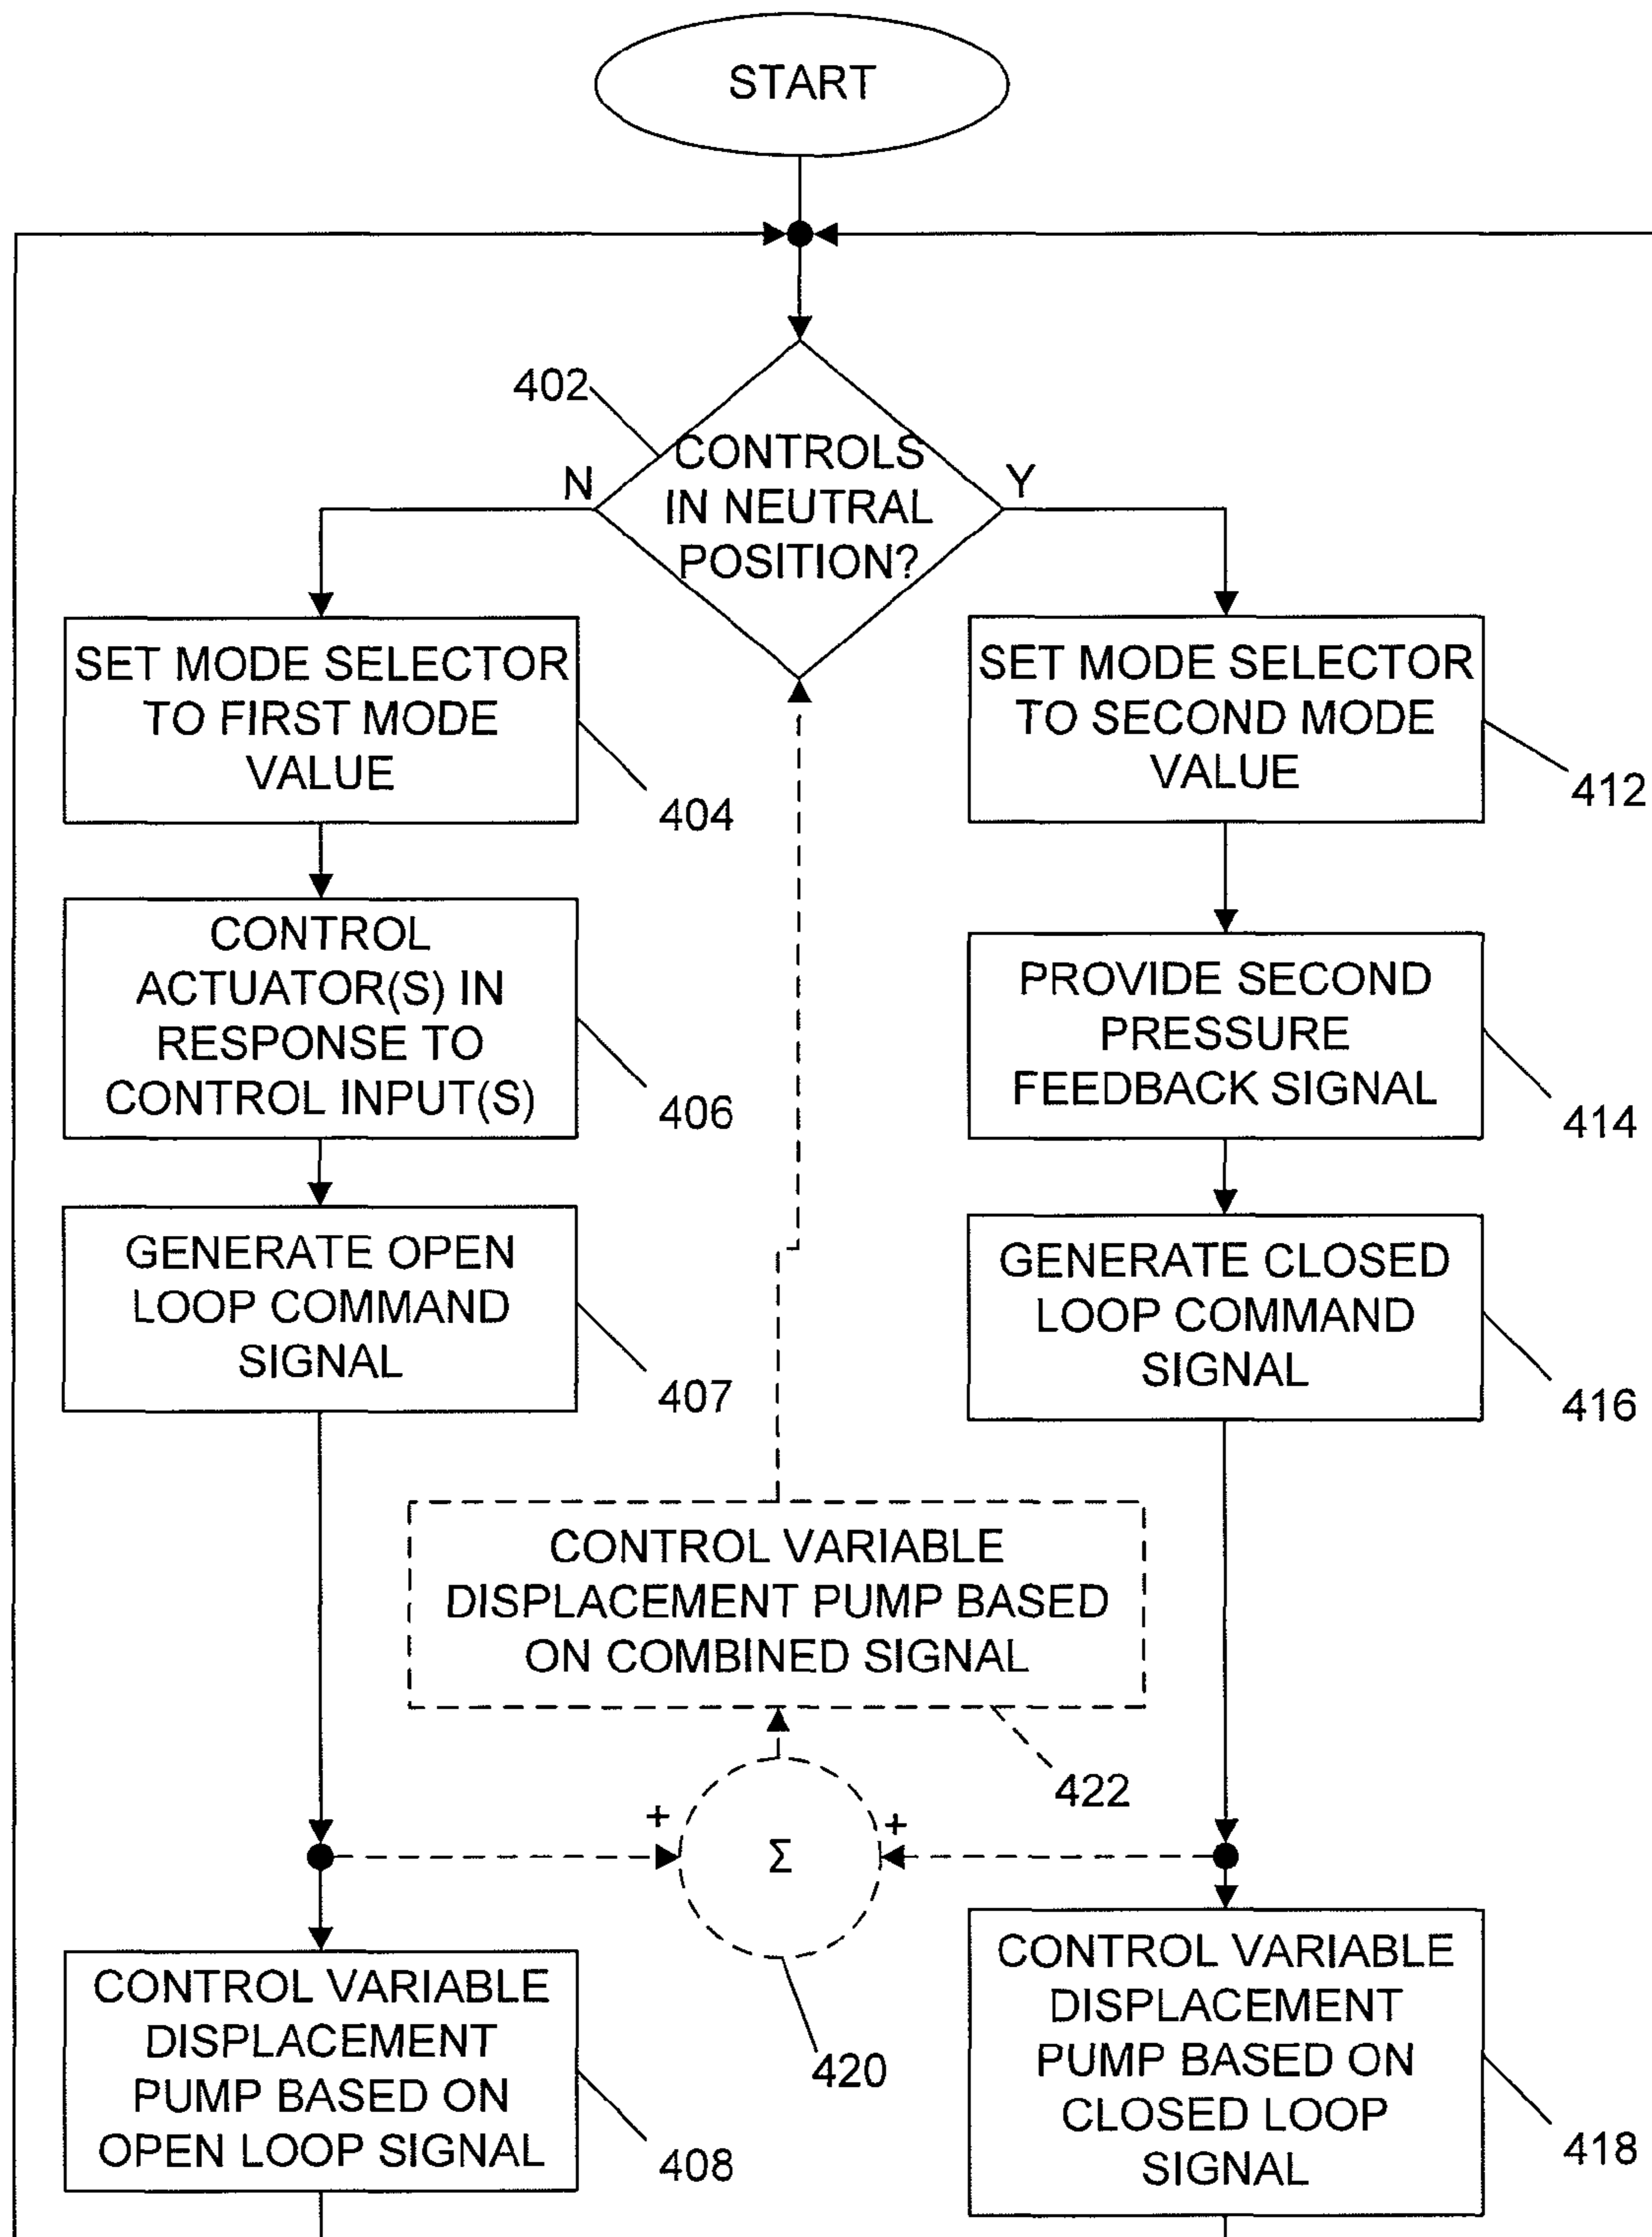 START
402
CONTROLS
IN NEUTRAL
POSITION?
N
Y
SET MODE SELECTOR
TO FIRST MODE
VALUE
404
SET MODE SELECTOR
TO SECOND MODE
VALUE
412
CONTROL
ACTUATOR(S) IN
RESPONSE TO
CONTROL INPUT(S)
406
PROVIDE SECOND
PRESSURE
FEEDBACK SIGNAL
414
GENERATE OPEN
LOOP COMMAND
SIGNAL
407
GENERATE CLOSED
LOOP COMMAND
SIGNAL
416
CONTROL VARIABLE
DISPLACEMENT PUMP BASED
ON COMBINED SIGNAL
422
+
Σ
+
420
CONTROL VARIABLE
DISPLACEMENT
PUMP BASED ON
OPEN LOOP SIGNAL
408
CONTROL VARIABLE
DISPLACEMENT
PUMP BASED ON
CLOSED LOOP
SIGNAL
418